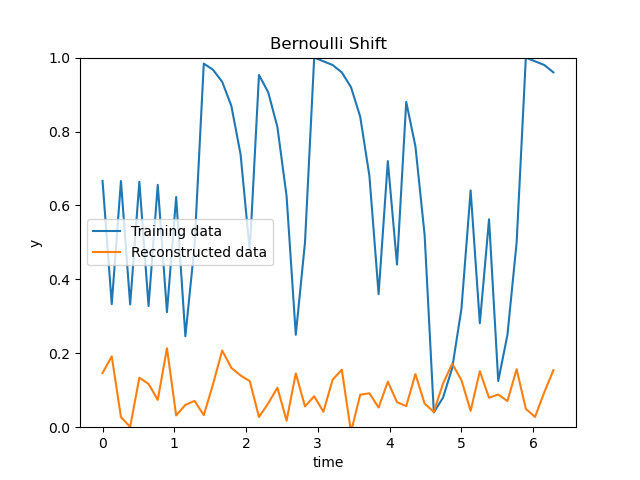 Bernoulli Shift
1.0
0.8
0.6
0.4
0.2
0.0
y
Training data
Reconstructed data
0 1 2 3 4 5 6
time